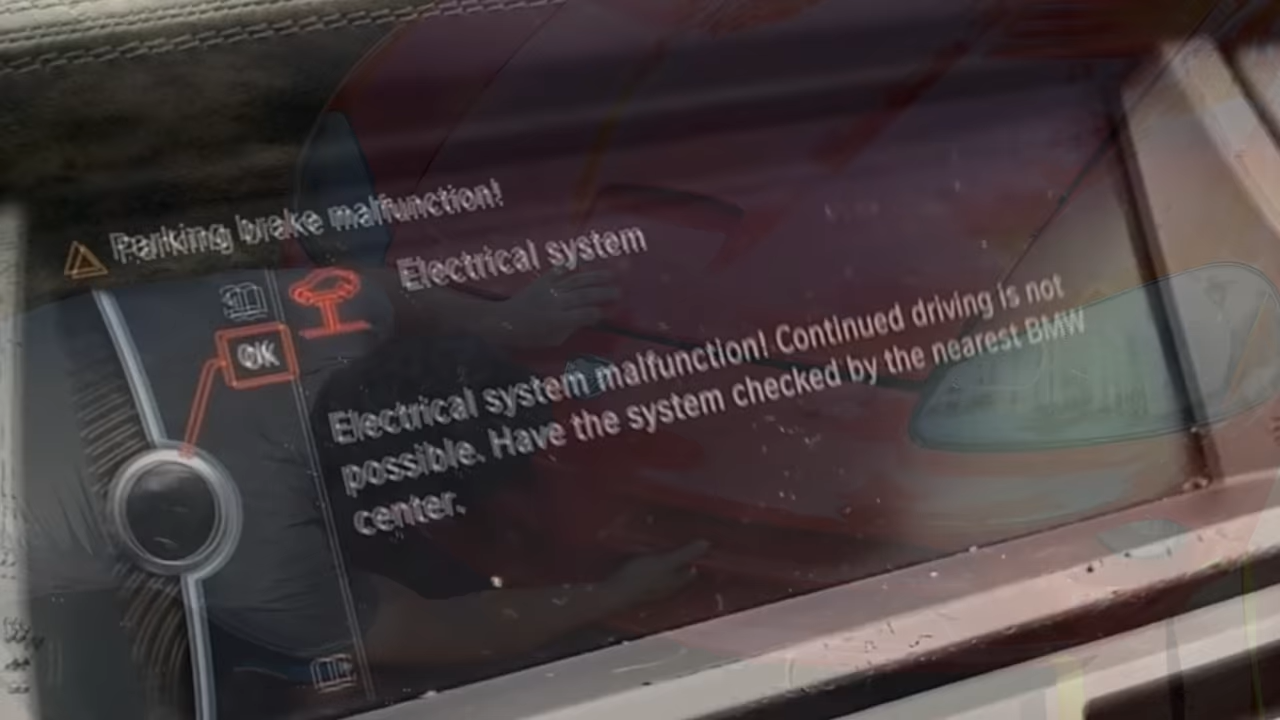 Parking brake malfunction!
Electrical system
OK
Electrical system malfunction! Continued driving is not
possible. Have the system checked by the nearest BMW
center.